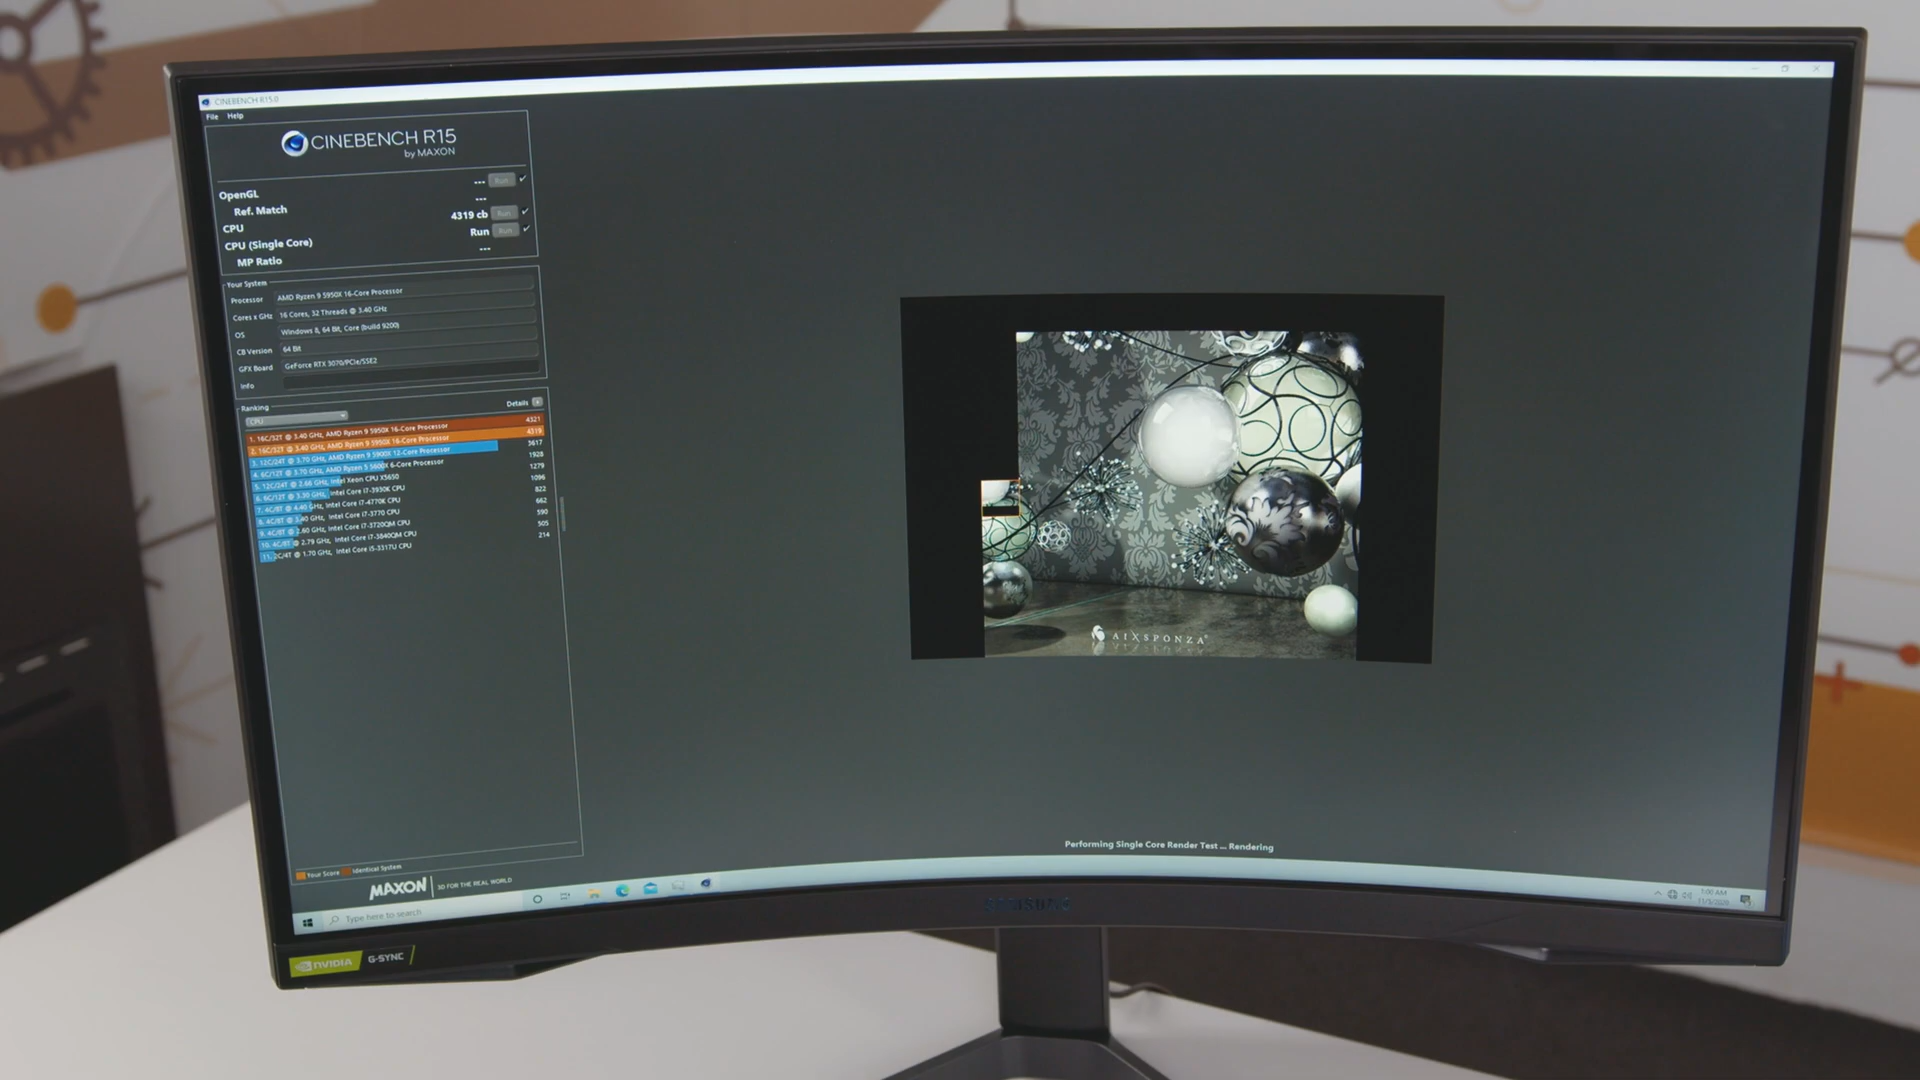 CINEBENCH R15.0
File Help
CINEBENCH R15
by MAXON
OpenGL --- Run
Ref. Match ---
CPU 4319 cb Run
CPU (Single Core) Run Run
MP Ratio ---
Your System
Processor AMD Ryzen 9 5950X 16-Core Processor
Cores x GHz 16 Cores, 32 Threads @ 3.40 GHz
OS Windows 8, 64 Bit, Core (build 9200)
CB Version 64 Bit
GFX Board GeForce RTX 3070/PCIe/SSE2
Info
Ranking Details
CPU
1. 16C/32T @ 3.40 GHz, AMD Ryzen 9 5950X 16-Core Processor 4321
2. 16C/32T @ 3.40 GHz, AMD Ryzen 9 5950X 16-Core Processor 4319
3. 12C/24T @ 3.70 GHz, AMD Ryzen 9 5900X 12-Core Processor 3617
4. 6C/12T @ 3.70 GHz, AMD Ryzen 5 5600X 6-Core Processor 1928
5. 12C/24T @ 2.66 GHz, Intel Xeon CPU X5650 1279
6. 6C/12T @ 3.30 GHz, Intel Core i7-3930K CPU 1096
7. 4C/8T @ 4.40 GHz, Intel Core i7-4770K CPU 822
8. 4C/8T @ 3.40 GHz, Intel Core i7-3770 CPU 662
9. 4C/8T @ 2.60 GHz, Intel Core i7-3720QM CPU 590
10. 4C/8T @ 2.79 GHz, Intel Core i7-3840QM CPU 505
11. 2C/4T @ 1.70 GHz, Intel Core i5-3317U CPU 214
AIXSPONZA
Performing Single Core Render Test ... Rendering
Your Score Identical System
MAXON 3D FOR THE REAL WORLD
Type here to search
1:00 AM
SAMSUNG
NVIDIA G-SYNC